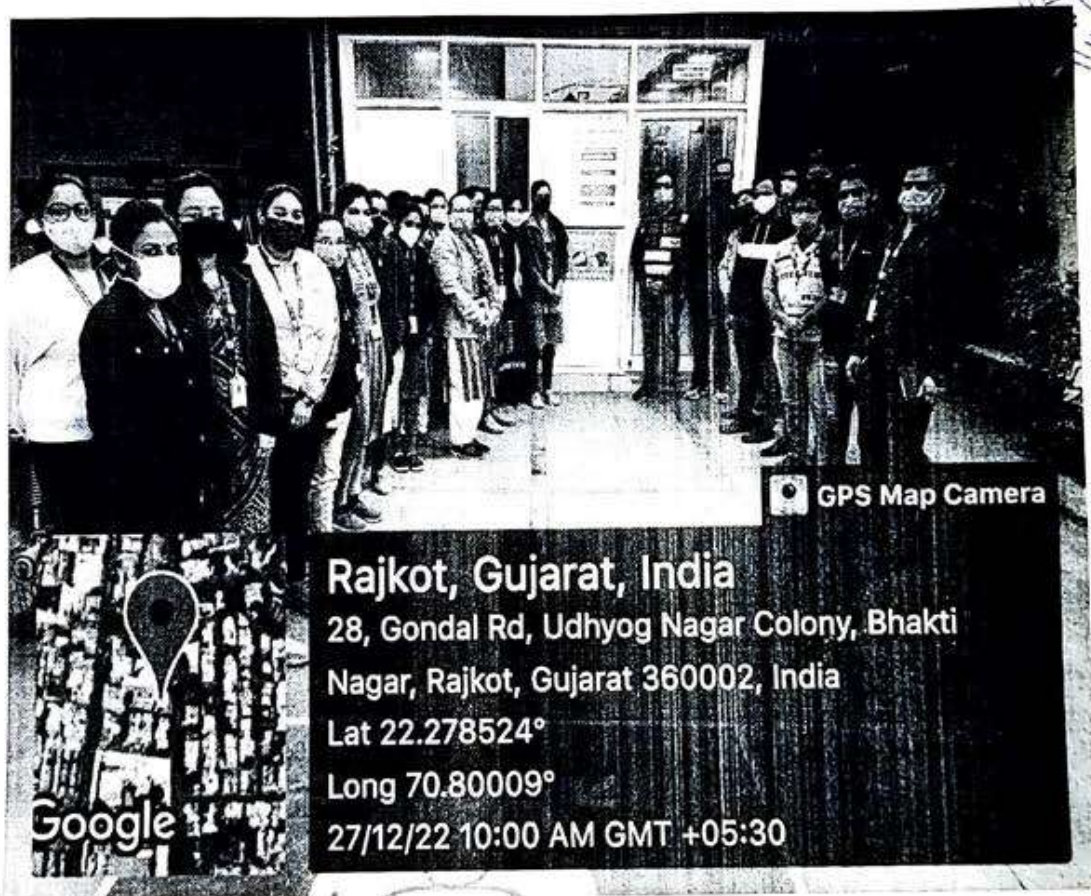 GPS Map Camera
Rajkot, Gujarat, India
28, Gondal Rd, Udhyog Nagar Colony, Bhakti
Nagar, Rajkot, Gujarat 360002, India
Lat 22.278524°
Long 70.80009°
27/12/22 10:00 AM GMT +05:30
Google